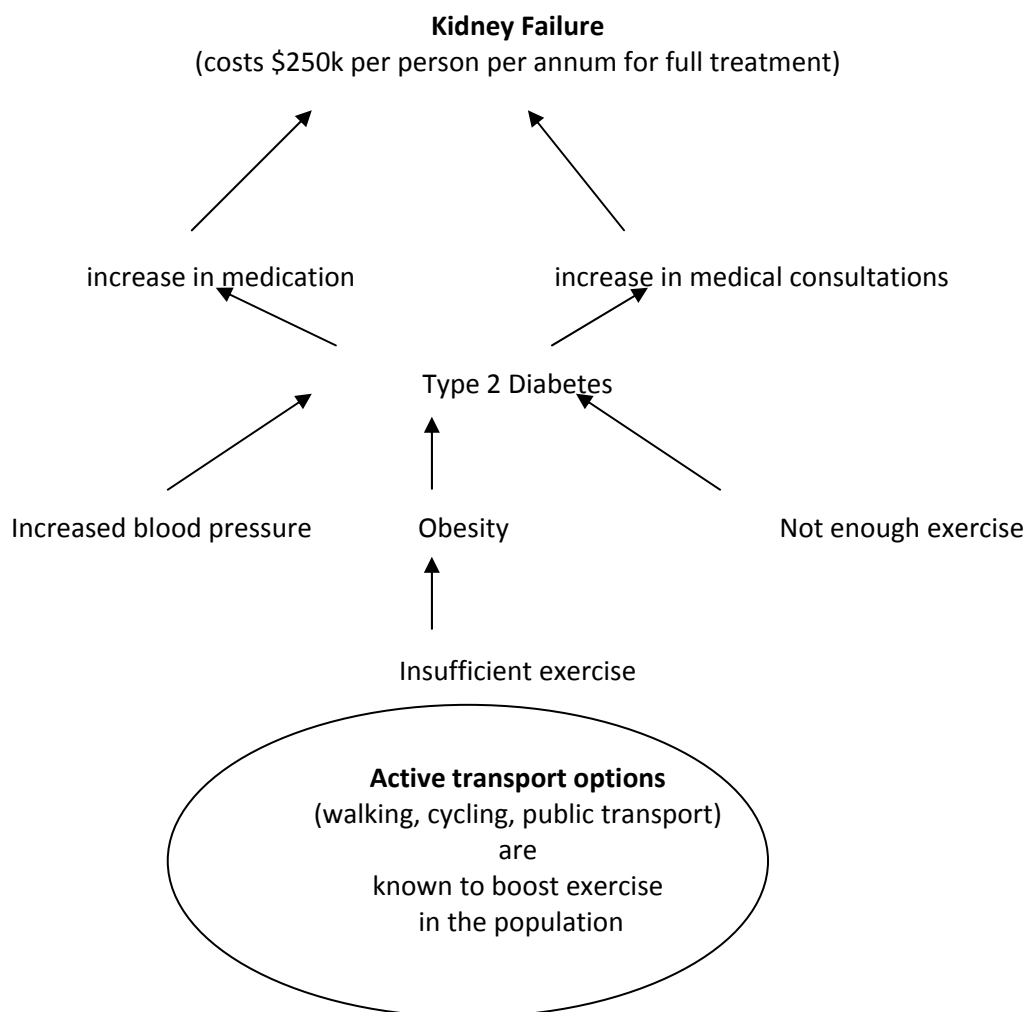 Kidney Failure
(costs $250k per person per annum for full treatment)
increase in medication
increase in medical consultations
Type 2 Diabetes
Increased blood pressure
Obesity
Not enough exercise
Insufficient exercise
Active transport options
(walking, cycling, public transport)
are
known to boost exercise
in the population